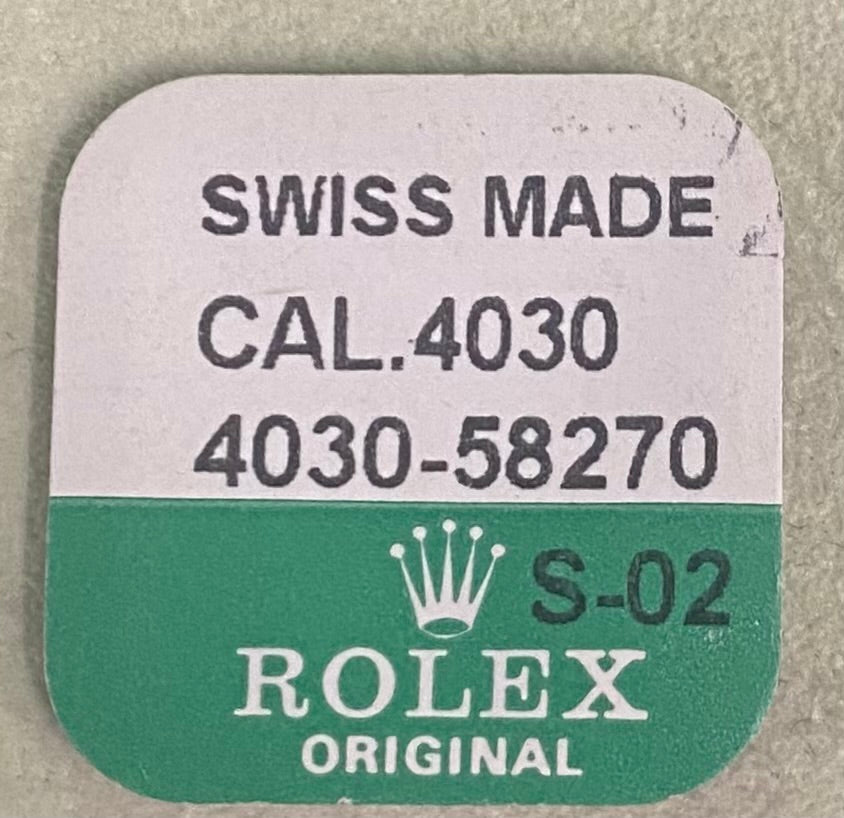 SWISS MADE
CAL.4030
4030-58270
S-02
ROLEX
ORIGINAL